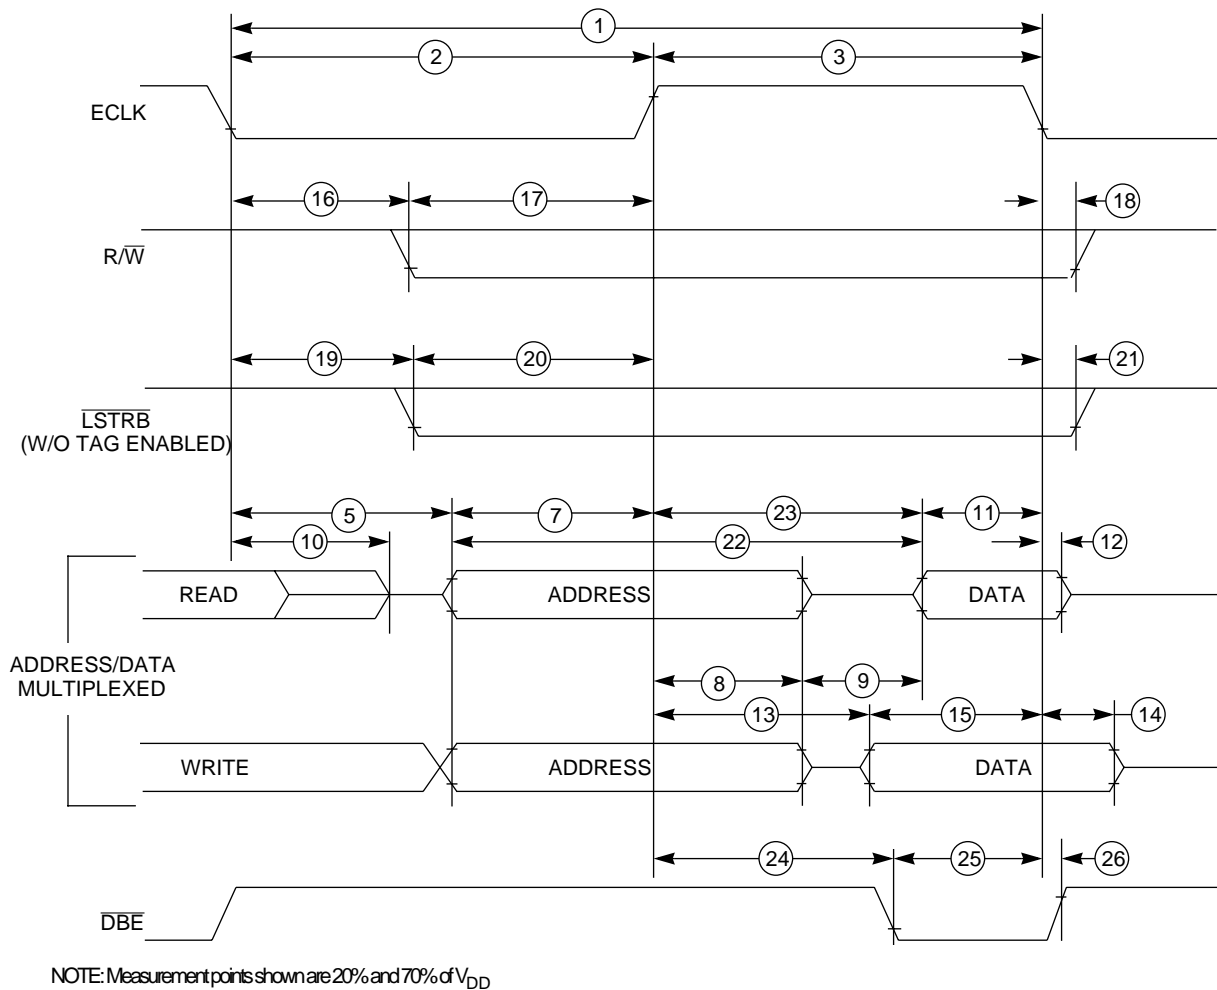 1
2
3
ECLK
16
17
18
R/W̅
19
20
21
L̅S̅T̅R̅B̅
(W/O TAG ENABLED)
5
7
23
11
10
22
12
READ
ADDRESS
DATA
ADDRESS/DATA
MULTIPLEXED
8
9
13
15
14
WRITE
ADDRESS
DATA
24
25
26
D̅B̅E̅
NOTE: Measurement points shown are 20% and 70% of VDD